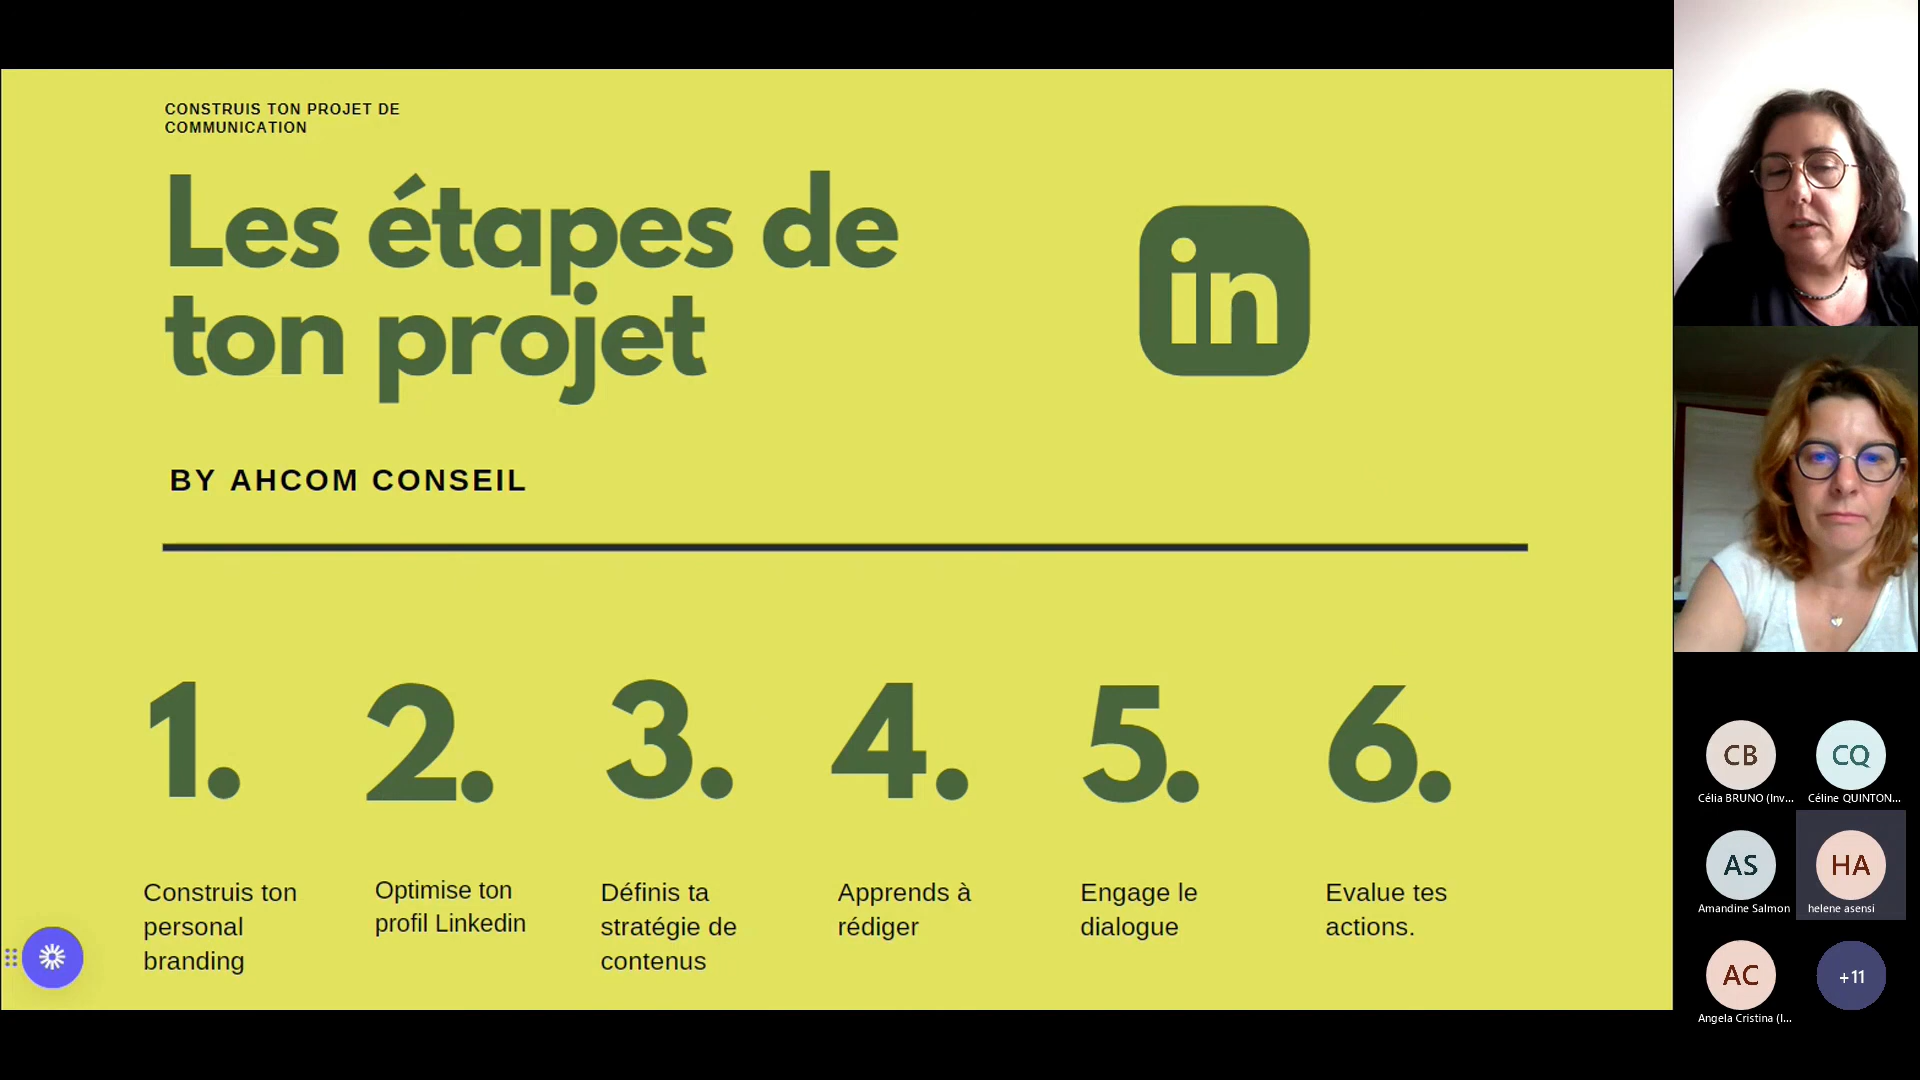 CONSTRUIS TON PROJET DE
COMMUNICATION
Les étapes de
ton projet
in
BY AHCOM CONSEIL
1.
2.
3.
4.
5.
6.
Construis ton
personal
branding
Optimise ton
profil Linkedin
Définis ta
stratégie de
contenus
Apprends à
rédiger
Engage le
dialogue
Evalue tes
actions.
CB
Célia BRUNO (Inv...
CQ
Céline QUINTON...
AS
Amandine Salmon
HA
helene asensi
AC
Angela Cristina (I...
+11